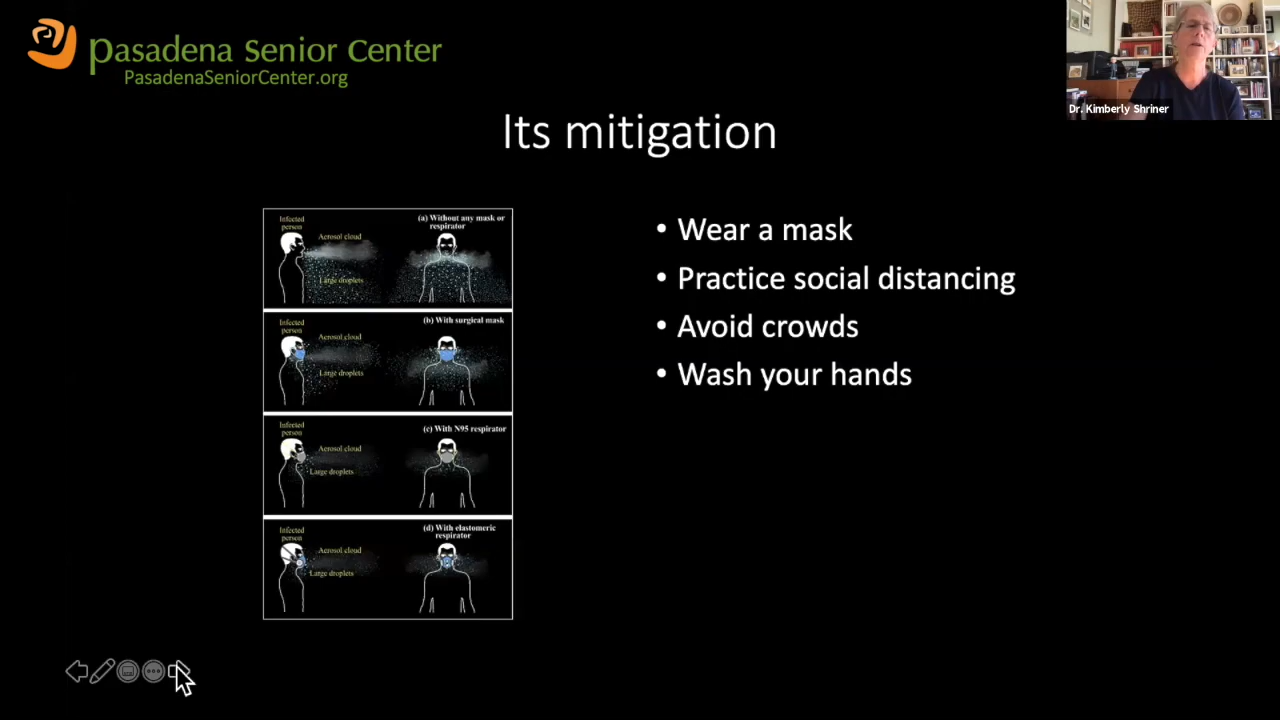 Pasadena Senior Center
PasadenaSeniorCenter.org
Dr. Kimberly Shriner
Its mitigation
Infected
person
Aerosol cloud
Large droplets
(a) Without any mask or
respirator
Infected
person
Aerosol cloud
Large droplets
(b) With surgical mask
Infected
person
Aerosol cloud
Large droplets
(c) With N95 respirator
Infected
person
Aerosol cloud
Large droplets
(d) With elastomeric
respirator
• Wear a mask
• Practice social distancing
• Avoid crowds
• Wash your hands